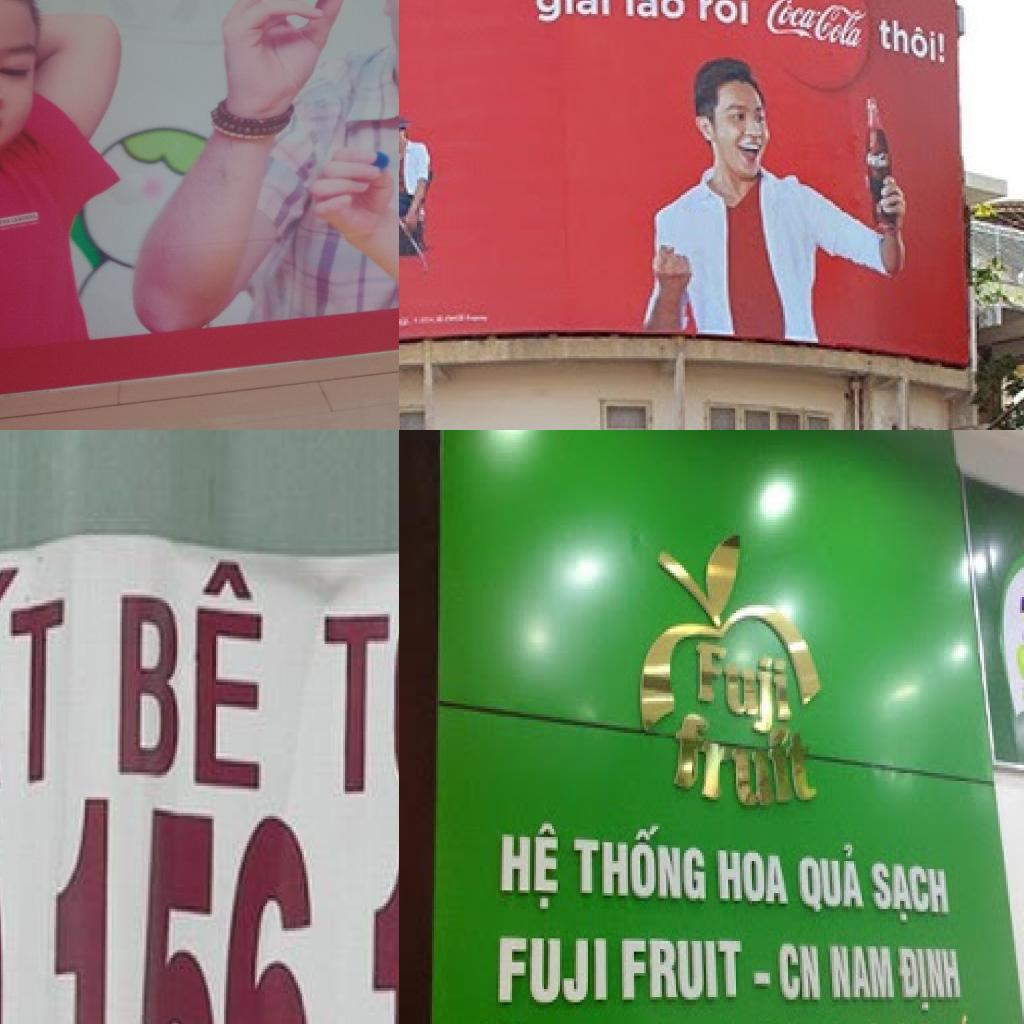 giải lao rồi Coca-Cola thôi!
T BÊ T
156
Fuji
fruit
HỆ THỐNG HOA QUẢ SẠCH
FUJI FRUIT - CN NAM ĐỊNH